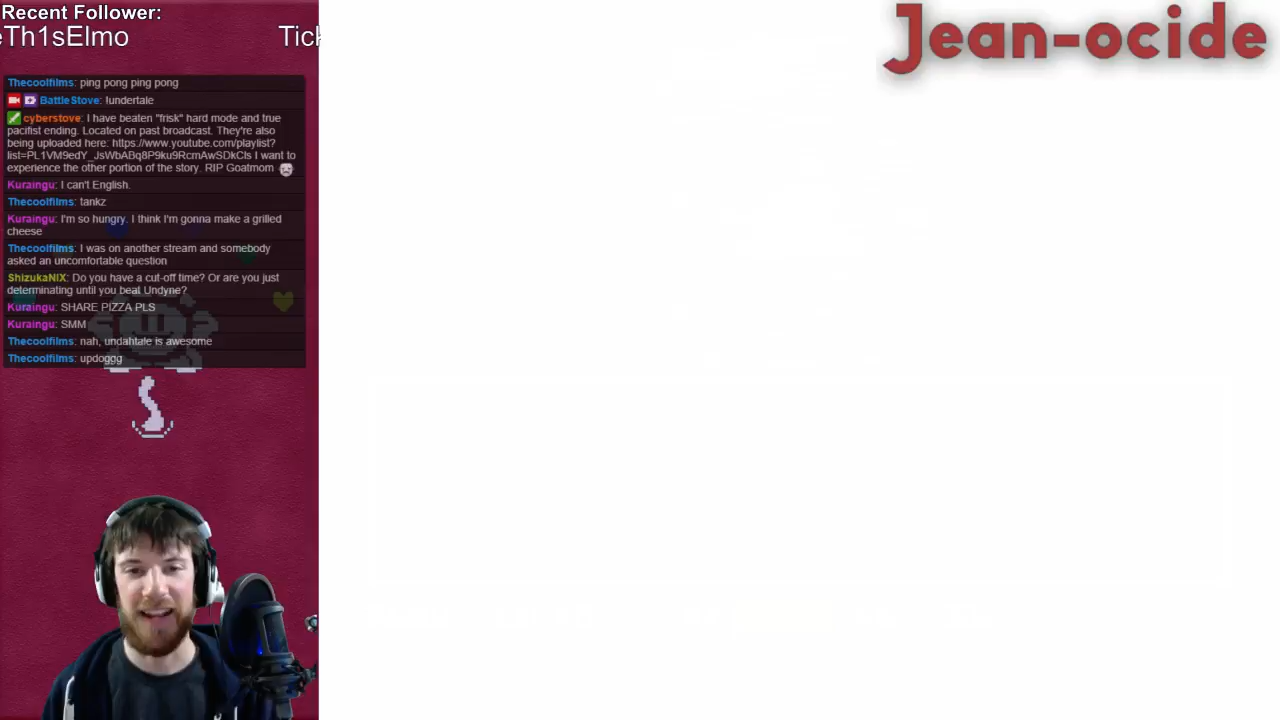 Recent Follower:
Th1sElmo Tick
Jean-ocide
Thecoolfilms: ping pong ping pong
BattleStove: !undertale
cyberstove: I have beaten "frisk" hard mode and true
pacifist ending. Located on past broadcast. They're also
being uploaded here: https://www.youtube.com/playlist?
list=PL1VM9edY_JsWbABq8P9ku9RcmAwSDkCls I want to
experience the other portion of the story. RIP Goatmom
Kuraingu: I can't English.
Thecoolfilms: tankz
Kuraingu: I'm so hungry. I think I'm gonna make a grilled
cheese
Thecoolfilms: I was on another stream and somebody
asked an uncomfortable question
ShizukaNIX: Do you have a cut-off time? Or are you just
determinating until you beat Undyne?
Kuraingu: SHARE PIZZA PLS
Kuraingu: SMM
Thecoolfilms: nah, undahtale is awesome
Thecoolfilms: updoggg